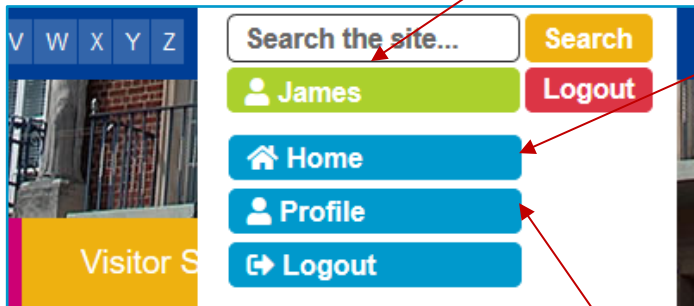 V W X Y Z
Search the site... Search
James Logout
Home
Profile
Visitor S
Logout